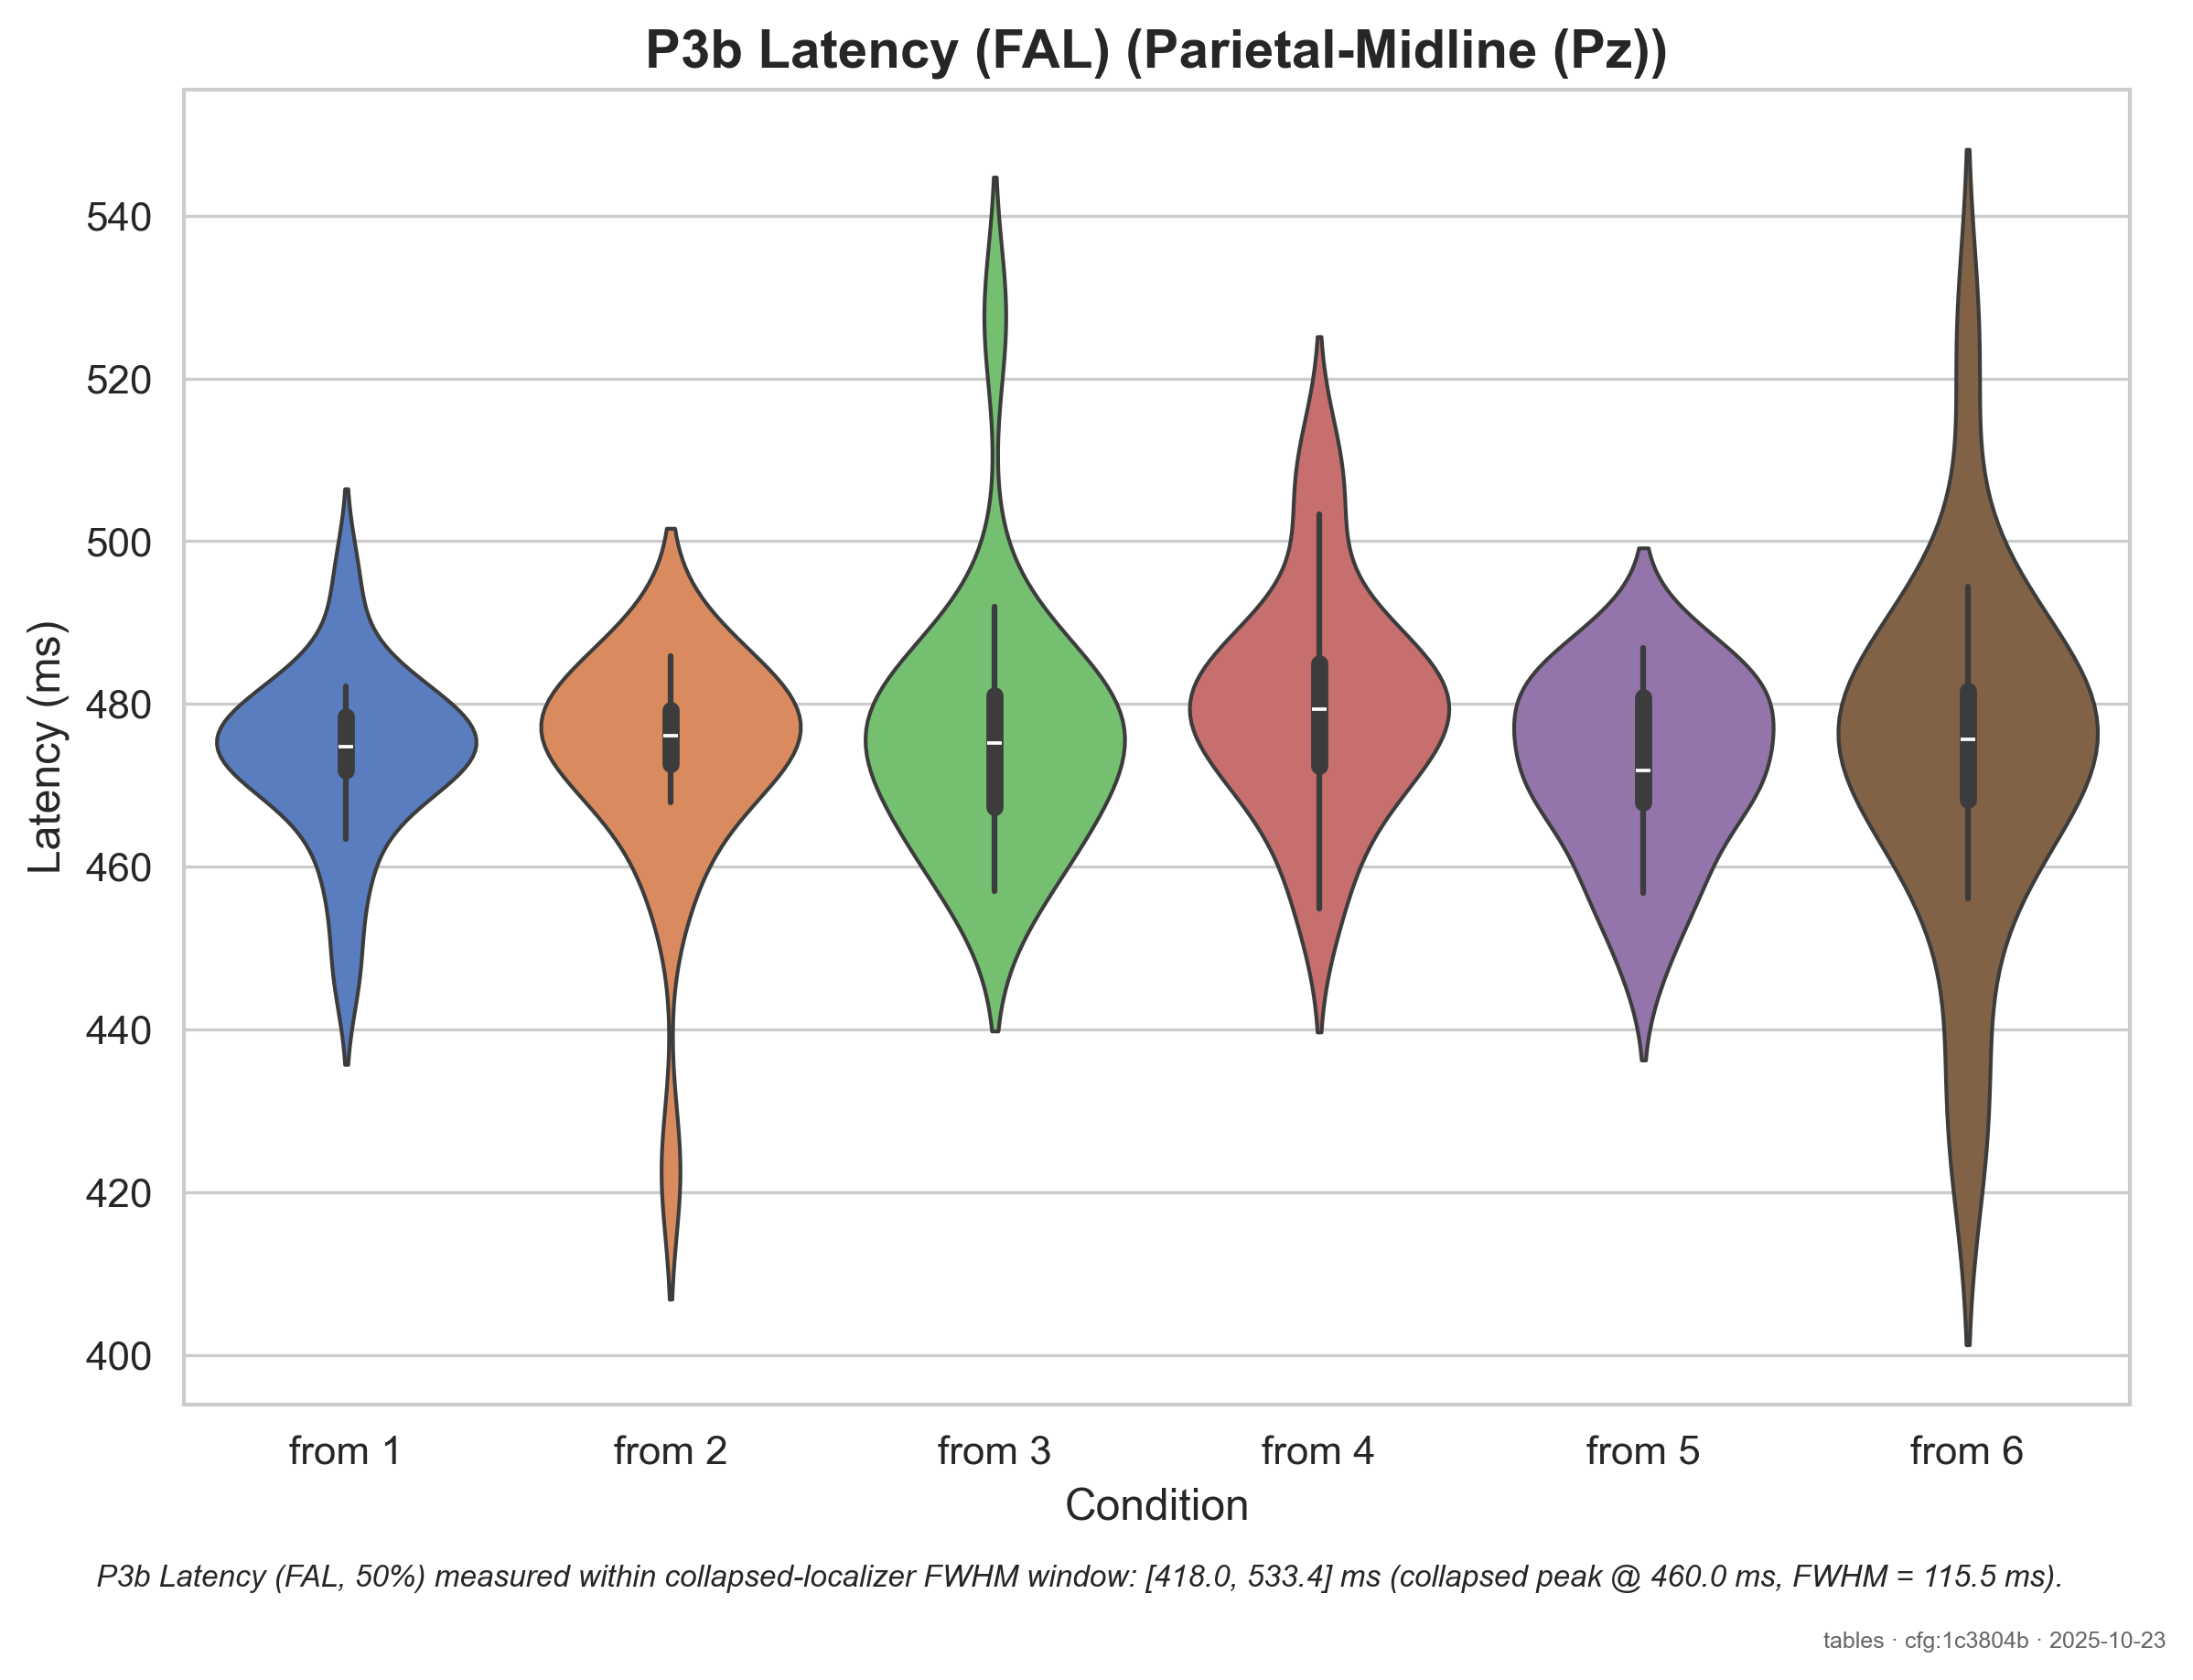 P3b Latency (FAL) (Parietal-Midline (Pz))
Latency (ms)
540
520
500
480
460
440
420
400
from 1 from 2 from 3 from 4 from 5 from 6
Condition
P3b Latency (FAL, 50%) measured within collapsed-localizer FWHM window: [418.0, 533.4] ms (collapsed peak @ 460.0 ms, FWHM = 115.5 ms).
tables · cfg:1c3804b · 2025-10-23